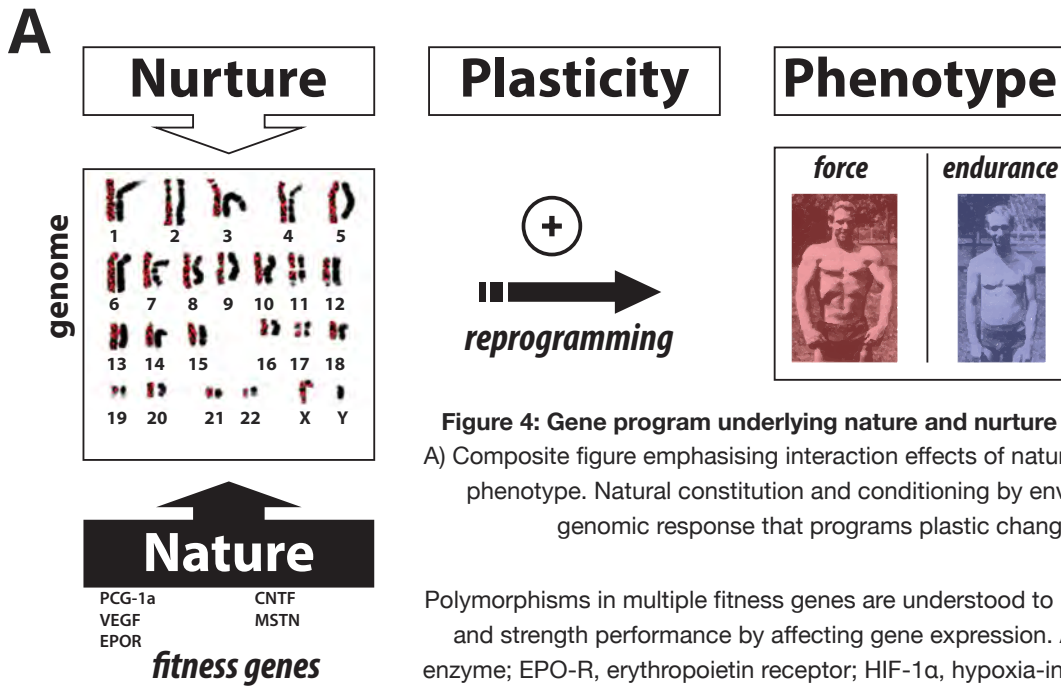 A
Nurture
Plasticity
Phenotype
genome
1 2 3 4 5
6 7 8 9 10 11 12
13 14 15 16 17 18
19 20 21 22 X Y
+
reprogramming
force endurance
Nature
PCG-1a CNTF
VEGF MSTN
EPOR
fitness genes
Figure 4: Gene program underlying nature and nurture
A) Composite figure emphasising interaction effects of natur
phenotype. Natural constitution and conditioning by env
genomic response that programs plastic chang
Polymorphisms in multiple fitness genes are understood to
and strength performance by affecting gene expression.
enzyme; EPO-R, erythropoietin receptor; HIF-1α, hypoxia-in